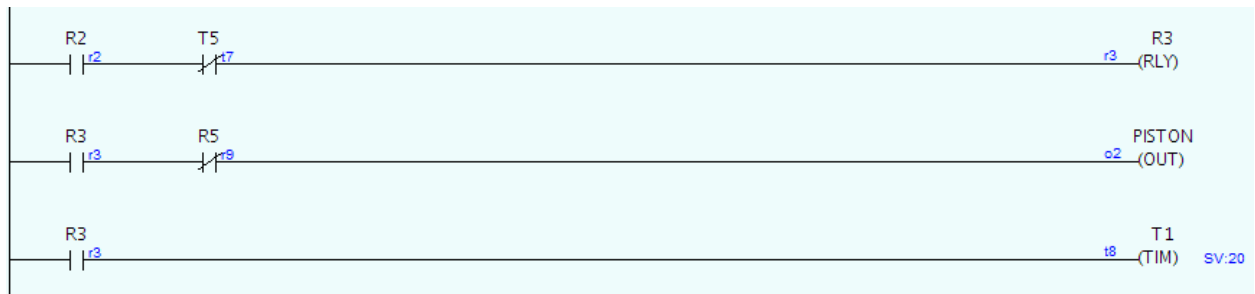 R2 T5 R3
r2 t7 r3 (RLY)
R3 R5 PISTON
r3 r9 o2 (OUT)
R3 T1
r3 t8 (TIM) SV:20